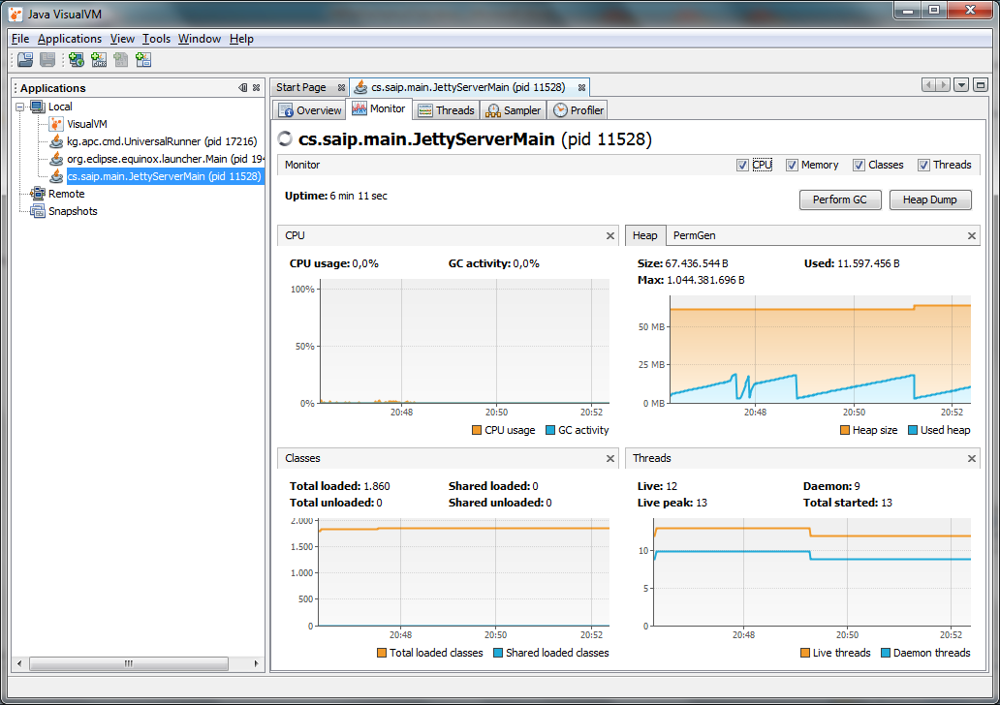 Java VisualVM
File Applications View Tools Window Help
Applications
Local
VisualVM
kg.apc.cmd.UniversalRunner (pid 17216)
org.eclipse.equinox.launcher.Main (pid 194
cs.saip.main.JettyServerMain (pid 11528)
Remote
Snapshots
Start Page cs.saip.main.JettyServerMain (pid 11528)
Overview Monitor Threads Sampler Profiler
cs.saip.main.JettyServerMain (pid 11528)
Monitor CPU Memory Classes Threads
Uptime: 6 min 11 sec Perform GC Heap Dump
CPU
CPU usage: 0,0% GC activity: 0,0%
100%
50%
0%
20:48 20:50 20:52
CPU usage GC activity
Heap PermGen
Size: 67.436.544 B Used: 11.597.456 B
Max: 1.044.381.696 B
50 MB
25 MB
0 MB
20:48 20:50 20:52
Heap size Used heap
Classes
Total loaded: 1.860 Shared loaded: 0
Total unloaded: 0 Shared unloaded: 0
2.000
1.500
1.000
500
0
20:48 20:50 20:52
Total loaded classes Shared loaded classes
Threads
Live: 12 Daemon: 9
Live peak: 13 Total started: 13
10
5
0
20:48 20:50 20:52
Live threads Daemon threads